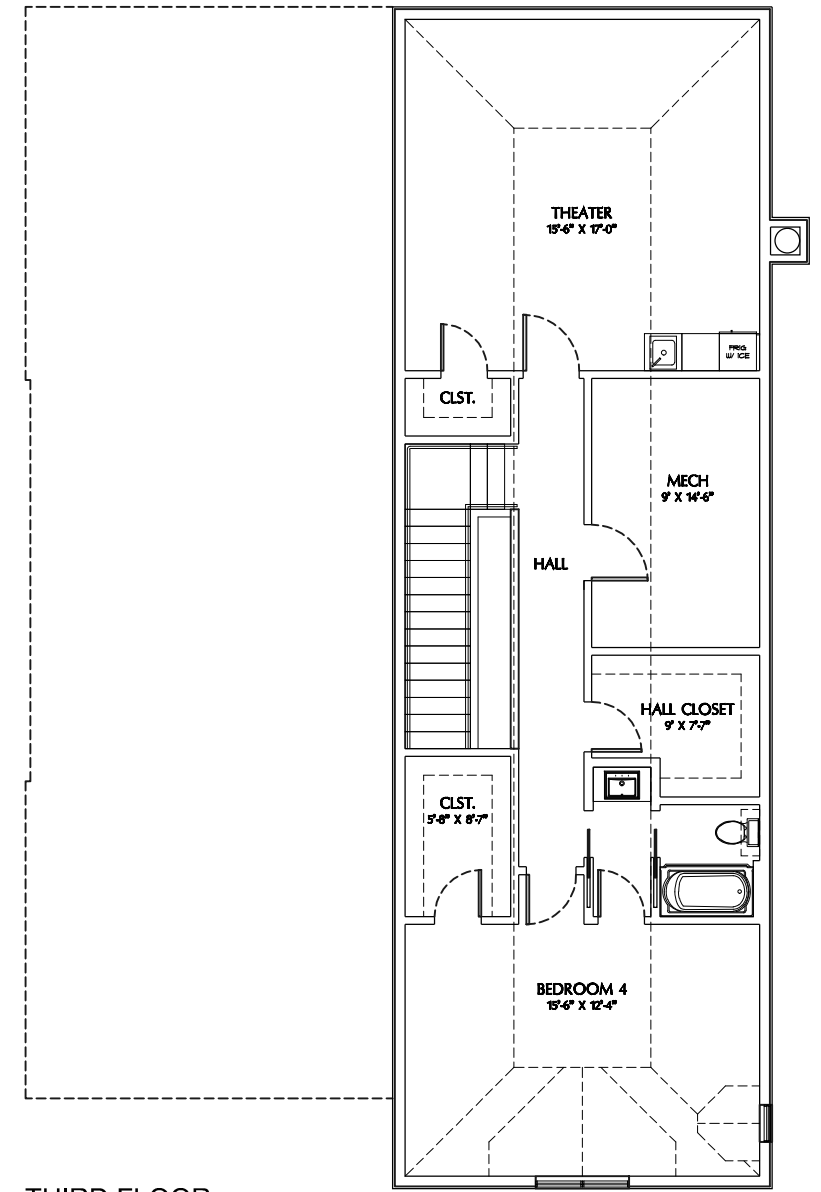 THEATER
15'-6" X 17'-0"
FRIG
W/ ICE
CLST.
MECH
9' X 14'-6"
HALL
HALL CLOSET
9' X 7'-7"
CLST.
5'-8" X 8'-7"
BEDROOM 4
15'-6" X 12'-4"
THIRD FLOOR